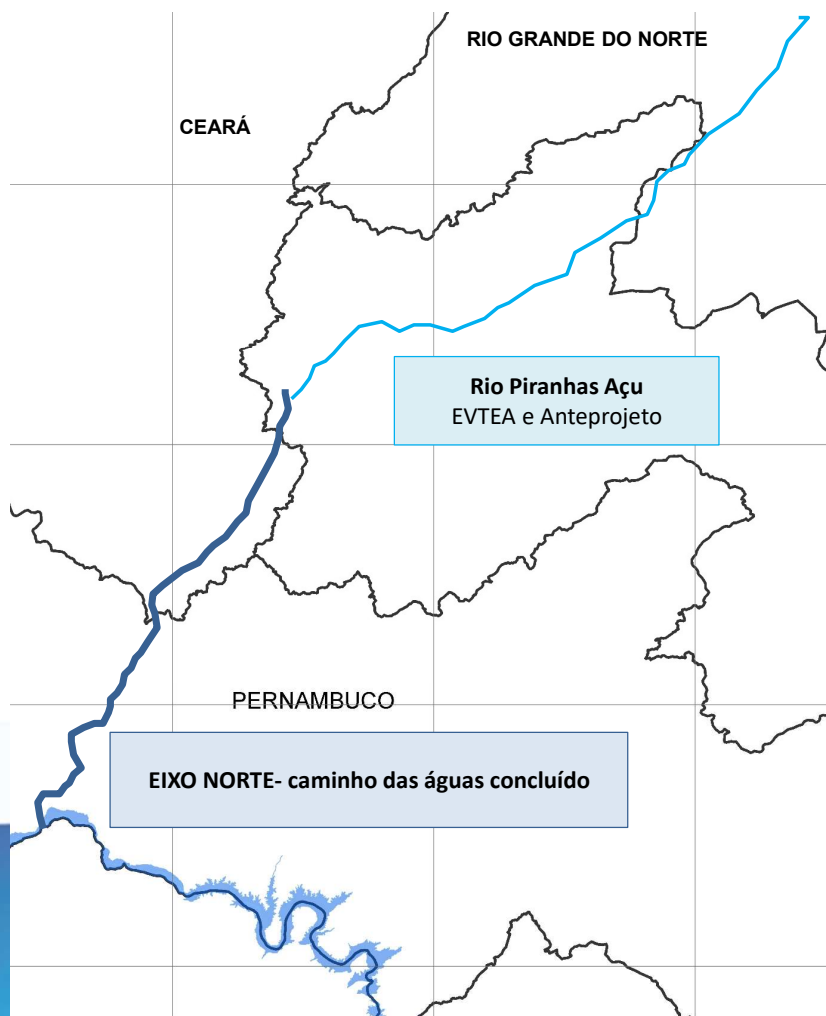 RIO GRANDE DO NORTE
CEARÁ
Rio Piranhas Açu
EVTEA e Anteprojeto
PERNAMBUCO
EIXO NORTE- caminho das águas concluído